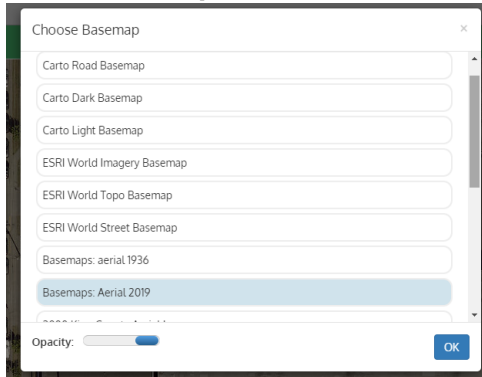 Choose Basemap
×
Carto Road Basemap
Carto Dark Basemap
Carto Light Basemap
ESRI World Imagery Basemap
ESRI World Topo Basemap
ESRI World Street Basemap
Basemaps: aerial 1936
Basemaps: Aerial 2019
Opacity:
OK